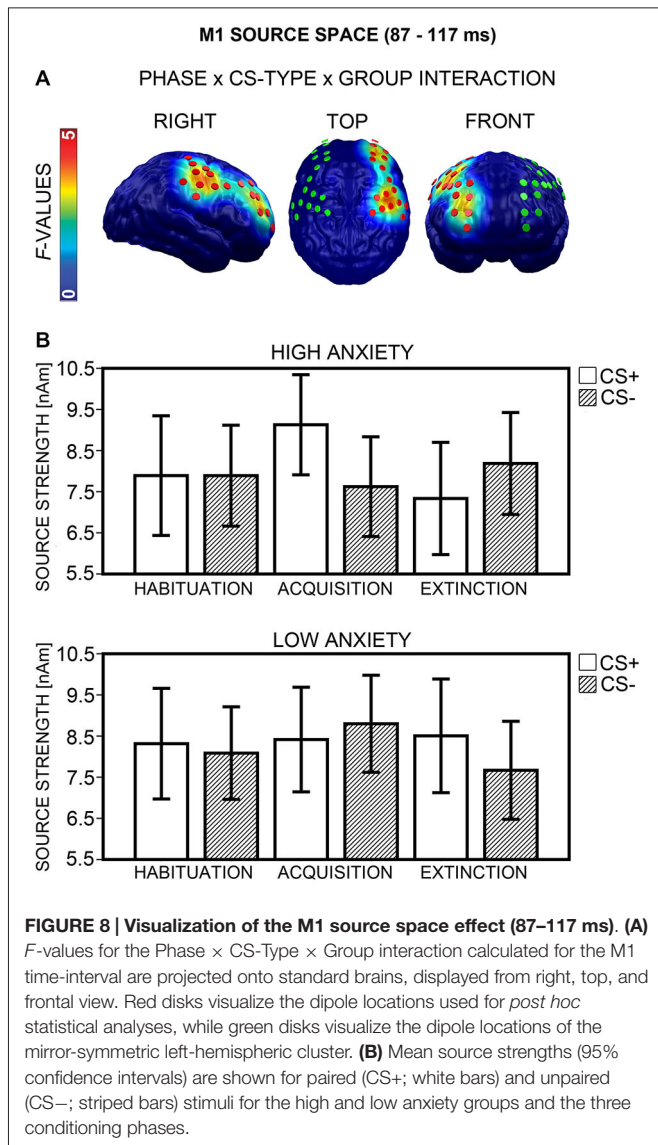 M1 SOURCE SPACE (87 - 117 ms)
A
PHASE x CS-TYPE x GROUP INTERACTION
RIGHT TOP FRONT
F-VALUES
5
0
B
HIGH ANXIETY
SOURCE STRENGTH [nAm]
10.5
9.5
8.5
7.5
6.5
5.5
CS+
CS-
HABITUATION ACQUISITION EXTINCTION
LOW ANXIETY
SOURCE STRENGTH [nAm]
10.5
9.5
8.5
7.5
6.5
5.5
CS+
CS-
HABITUATION ACQUISITION EXTINCTION
FIGURE 8 | Visualization of the M1 source space effect (87–117 ms). (A)
F-values for the Phase × CS-Type × Group interaction calculated for the M1
time-interval are projected onto standard brains, displayed from right, top, and
frontal view. Red disks visualize the dipole locations used for post hoc
statistical analyses, while green disks visualize the dipole locations of the
mirror-symmetric left-hemispheric cluster. (B) Mean source strengths (95%
confidence intervals) are shown for paired (CS+; white bars) and unpaired
(CS−; striped bars) stimuli for the high and low anxiety groups and the three
conditioning phases.